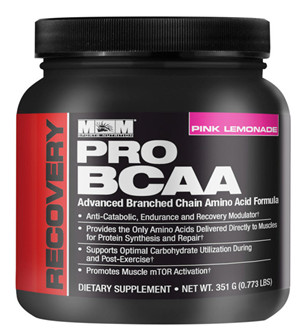 RECOVERY
PINK LEMONADE
PRO
BCAA
Advanced Branched Chain Amino Acid Formula
• Anti-Catabolic, Endurance and Recovery Modulator†
• Provides the Only Amino Acids Delivered Directly to Muscles
for Protein Synthesis and Repair†
• Supports Optimal Carbohydrate Utilization During
and Post-Exercise†
• Promotes Muscle mTOR Activation†
DIETARY SUPPLEMENT • NET WT. 351 G (0.773 LBS)